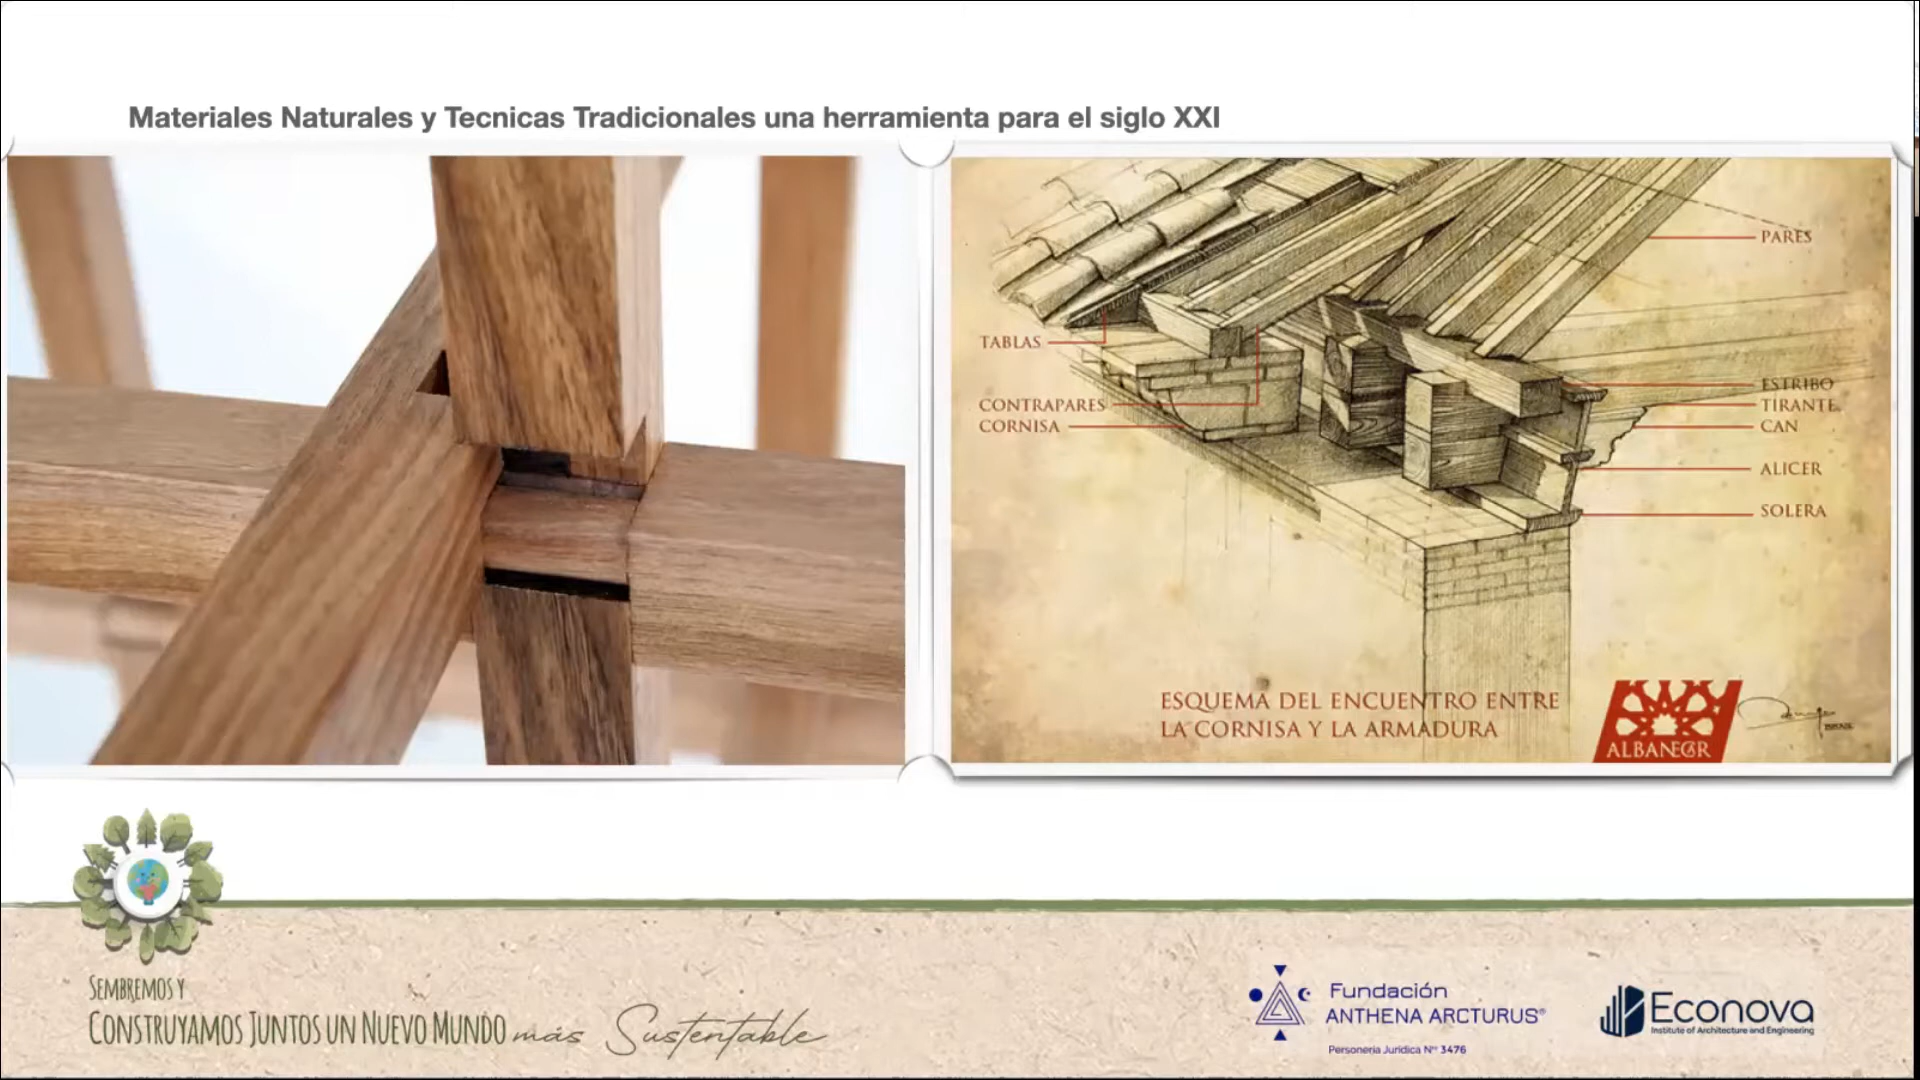 Materiales Naturales y Tecnicas Tradicionales una herramienta para el siglo XXI
PARES
TABLAS
CONTRAPARES
CORNISA
ESTRIBO
TIRANTE
CAN
ALICER
SOLERA
ESQUEMA DEL ENCUENTRO ENTRE
LA CORNISA Y LA ARMADURA
ALBANÉCAR
SEMBREMOS Y
CONSTRUYAMOS JUNTOS UN NUEVO MUNDO más Sustentable
Fundación
ANTHENA ARCTURUS®
Personería Jurídica Nro 3476
Econova
Institute of Architecture and Engineering